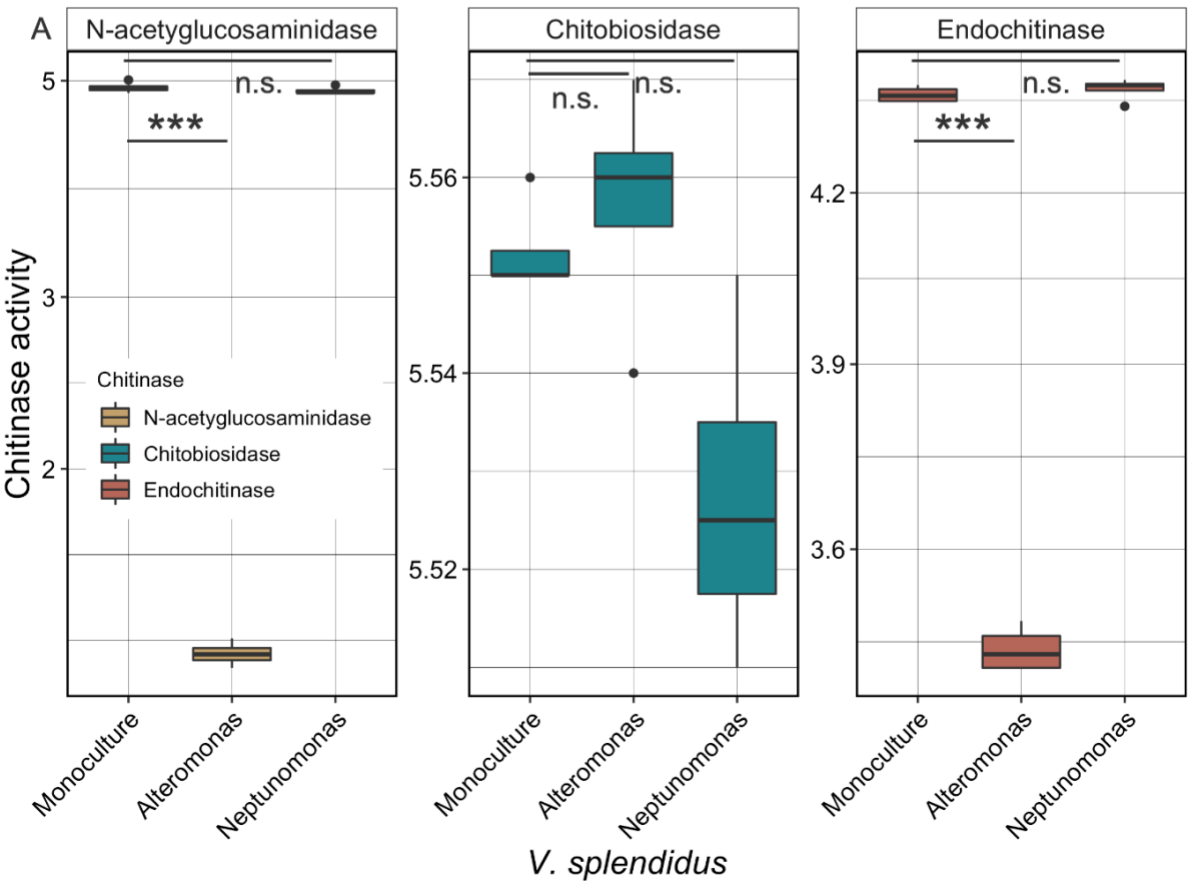 A
N-acetyglucosaminidase
Chitobiosidase
Endochitinase
Chitinase activity
5
3
2
n.s.
***
Chitinase
N-acetyglucosaminidase
Chitobiosidase
Endochitinase
Monoculture
Alteromonas
Neptunomonas
5.56
5.54
5.52
n.s.
n.s.
Monoculture
Alteromonas
Neptunomonas
4.2
3.9
3.6
n.s.
***
Monoculture
Alteromonas
Neptunomonas
V. splendidus